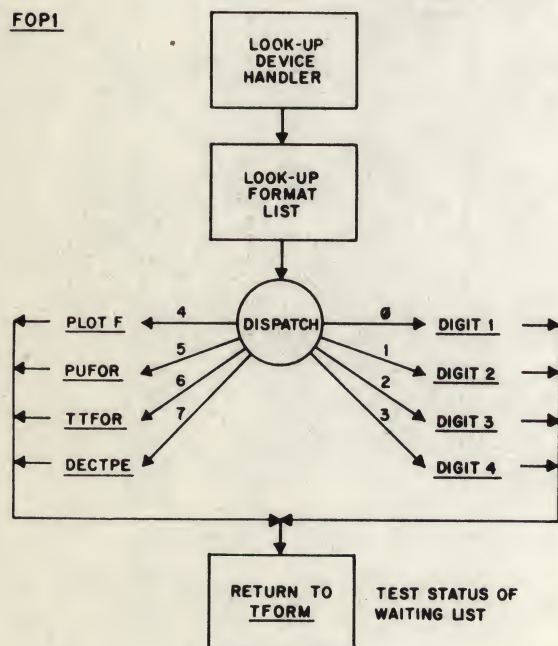 FOP1
LOOK-UP
DEVICE
HANDLER
LOOK-UP
FORMAT
LIST
DISPATCH
4
PLOT F
5
PUFOR
6
TTFOR
7
DECTPE
Ø
DIGIT 1
1
DIGIT 2
2
DIGIT 3
3
DIGIT 4
RETURN TO
TFORM
TEST STATUS OF
WAITING LIST